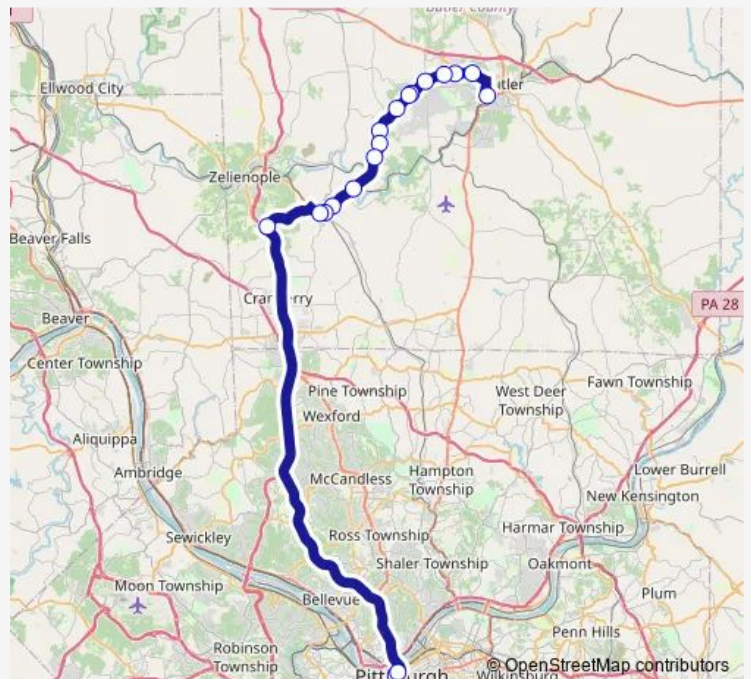 Butler County
Ellwood City
tler
Zelienople
Beaver Falls
Cranberry
PA 28
Beaver
Center Township
Pine Township
West Deer
Township
Fawn Township
Wexford
Aliquippa
Ambridge
McCandless
Hampton
Township
Lower Burrell
New Kensington
Sewickley
Ross Township
Harmar Township
Shaler Township
Oakmont
Moon Township
Bellevue
Plum
Penn Hills
Robinson
Township
Pittsburgh
Wilkinsburg
© OpenStreetMap contributors